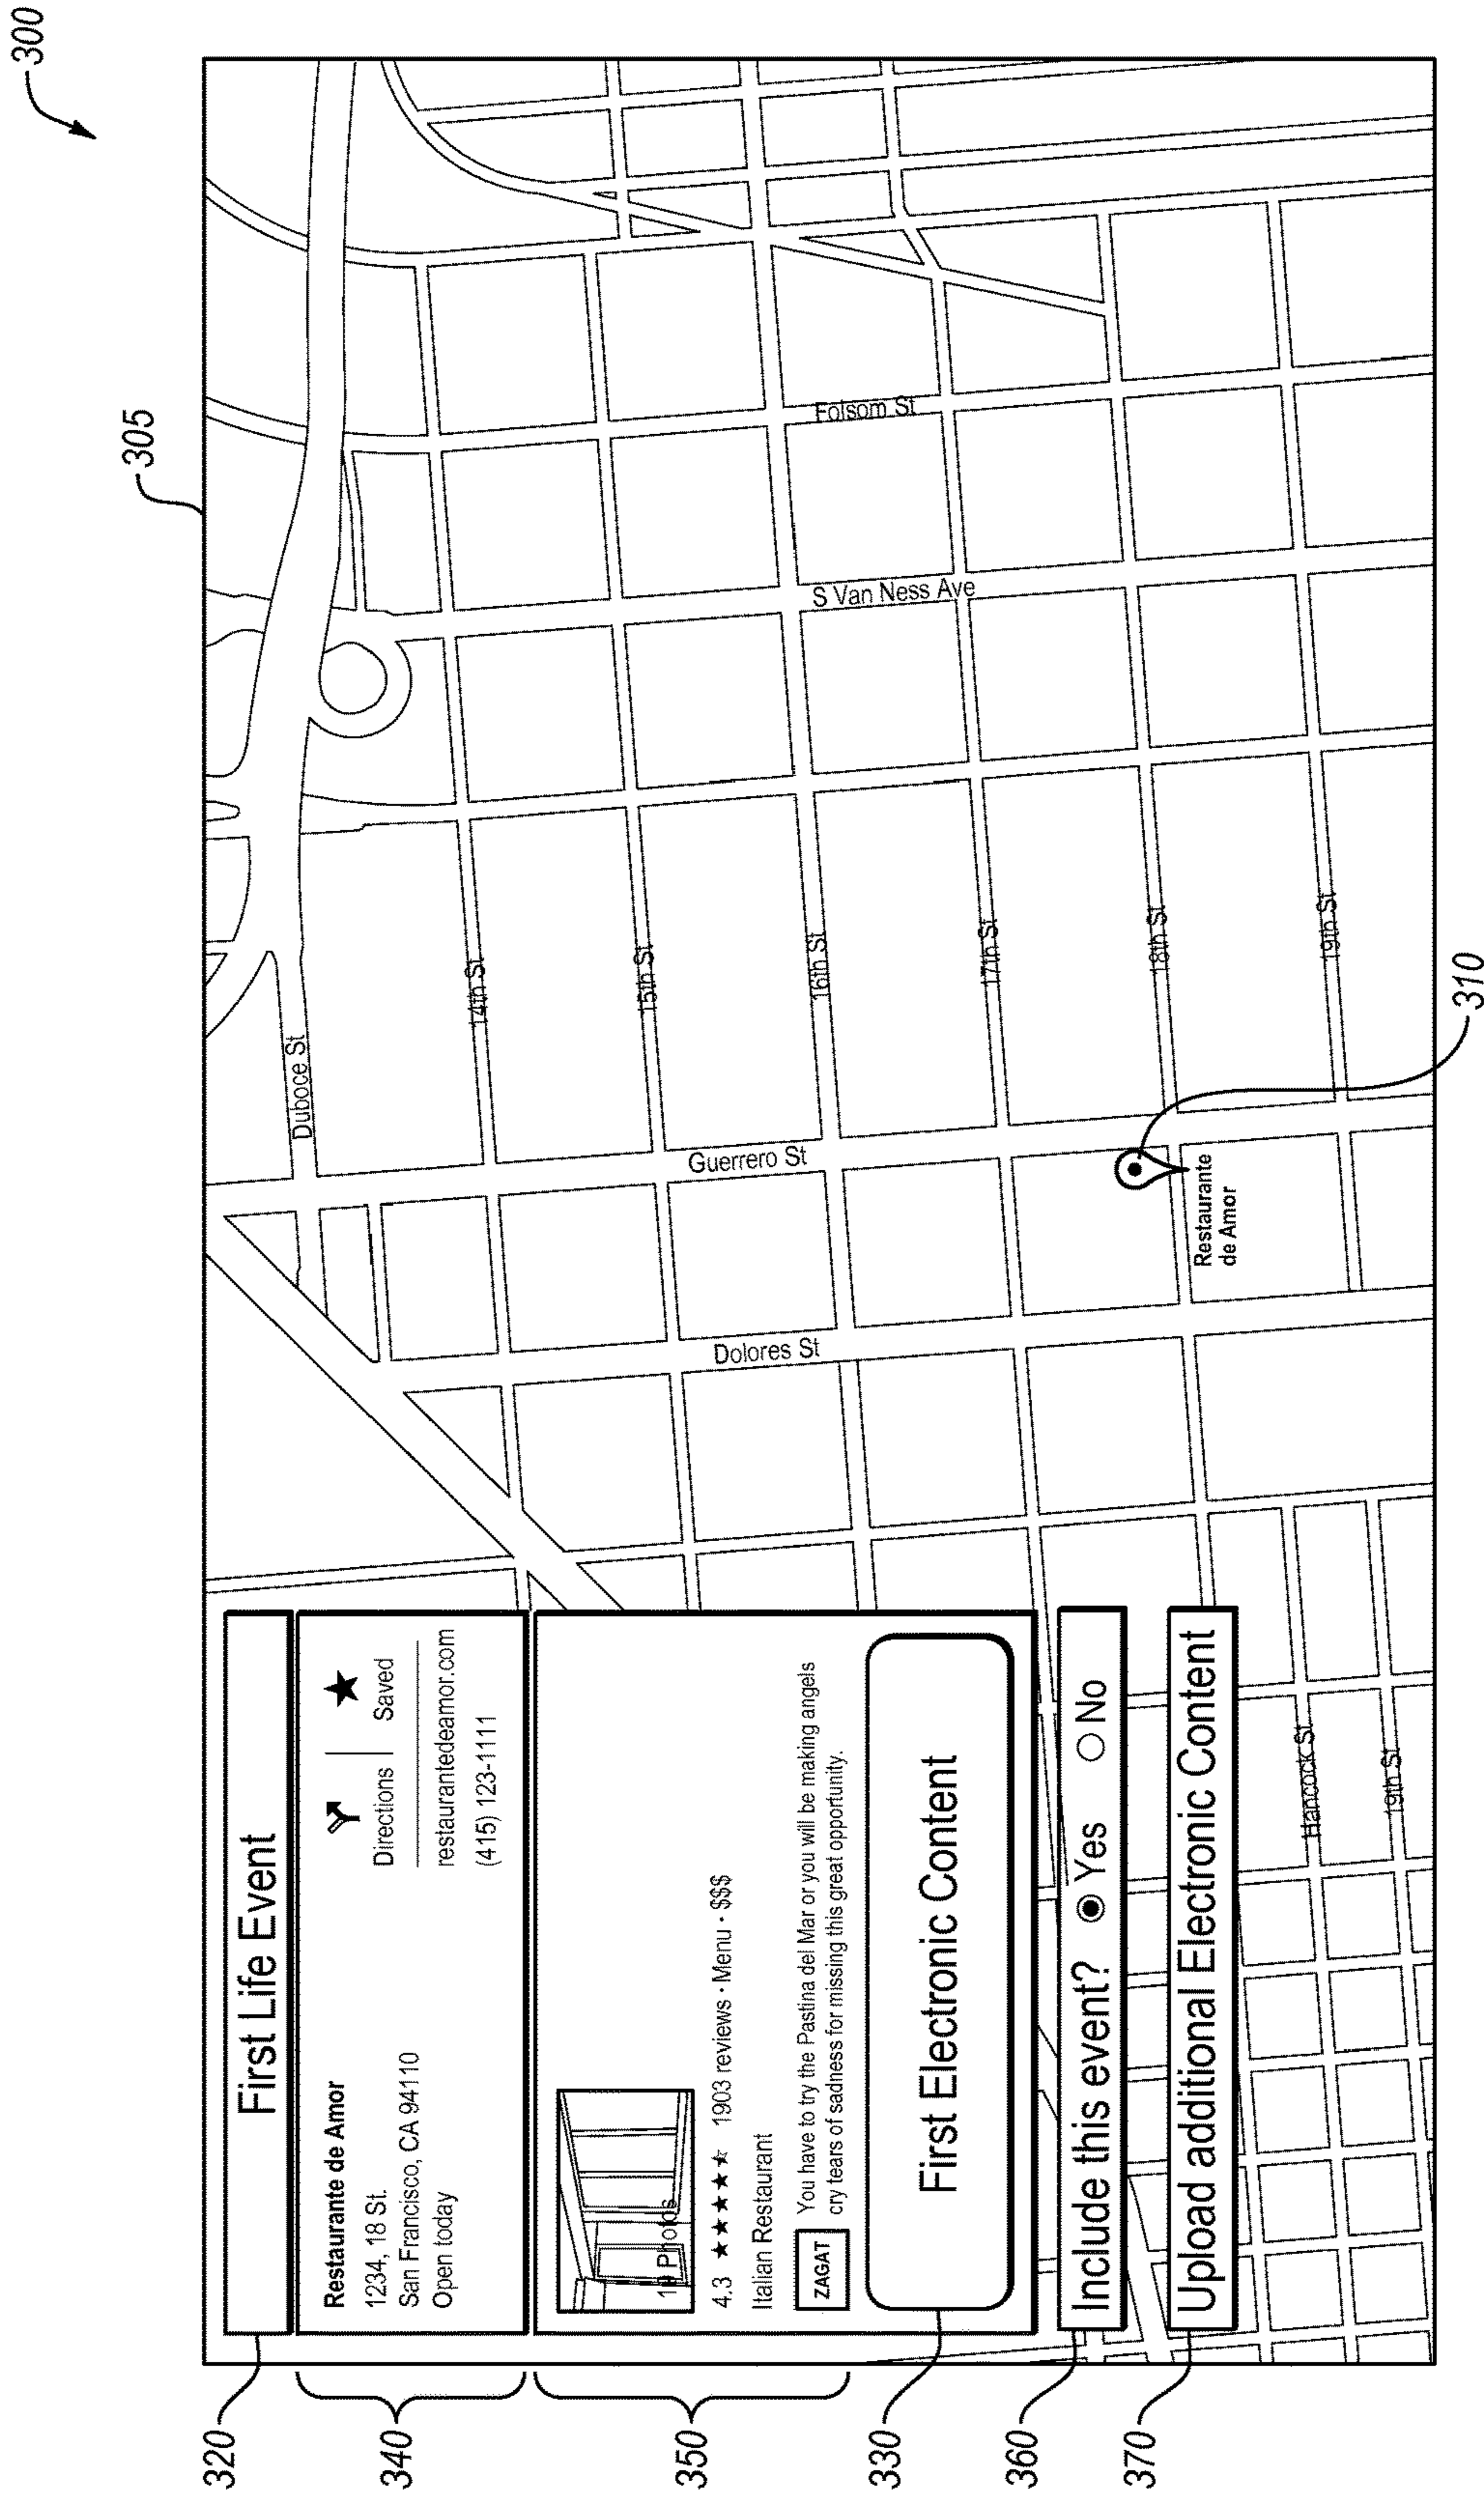 300
305
320
First Life Event
340
Restaurante de Amor
1234, 18 St.
San Francisco, CA 94110
Open today
Directions
Saved
restaurantedeamor.com
(415) 123-1111
350
10 Photos
4.3 ★★★★★ 1903 reviews · Menu · $$$
Italian Restaurant
ZAGAT
You have to try the Pastina del Mar or you will be making angels
cry tears of sadness for missing this great opportunity.
330
First Electronic Content
360
Include this event? Yes No
370
Upload additional Electronic Content
Duboce St
14th St
15th St
16th St
17th St
18th St
19th St
Guerrero St
Dolores St
S Van Ness Ave
Folsom St
Hancock St
19th St
Restaurante
de Amor
310